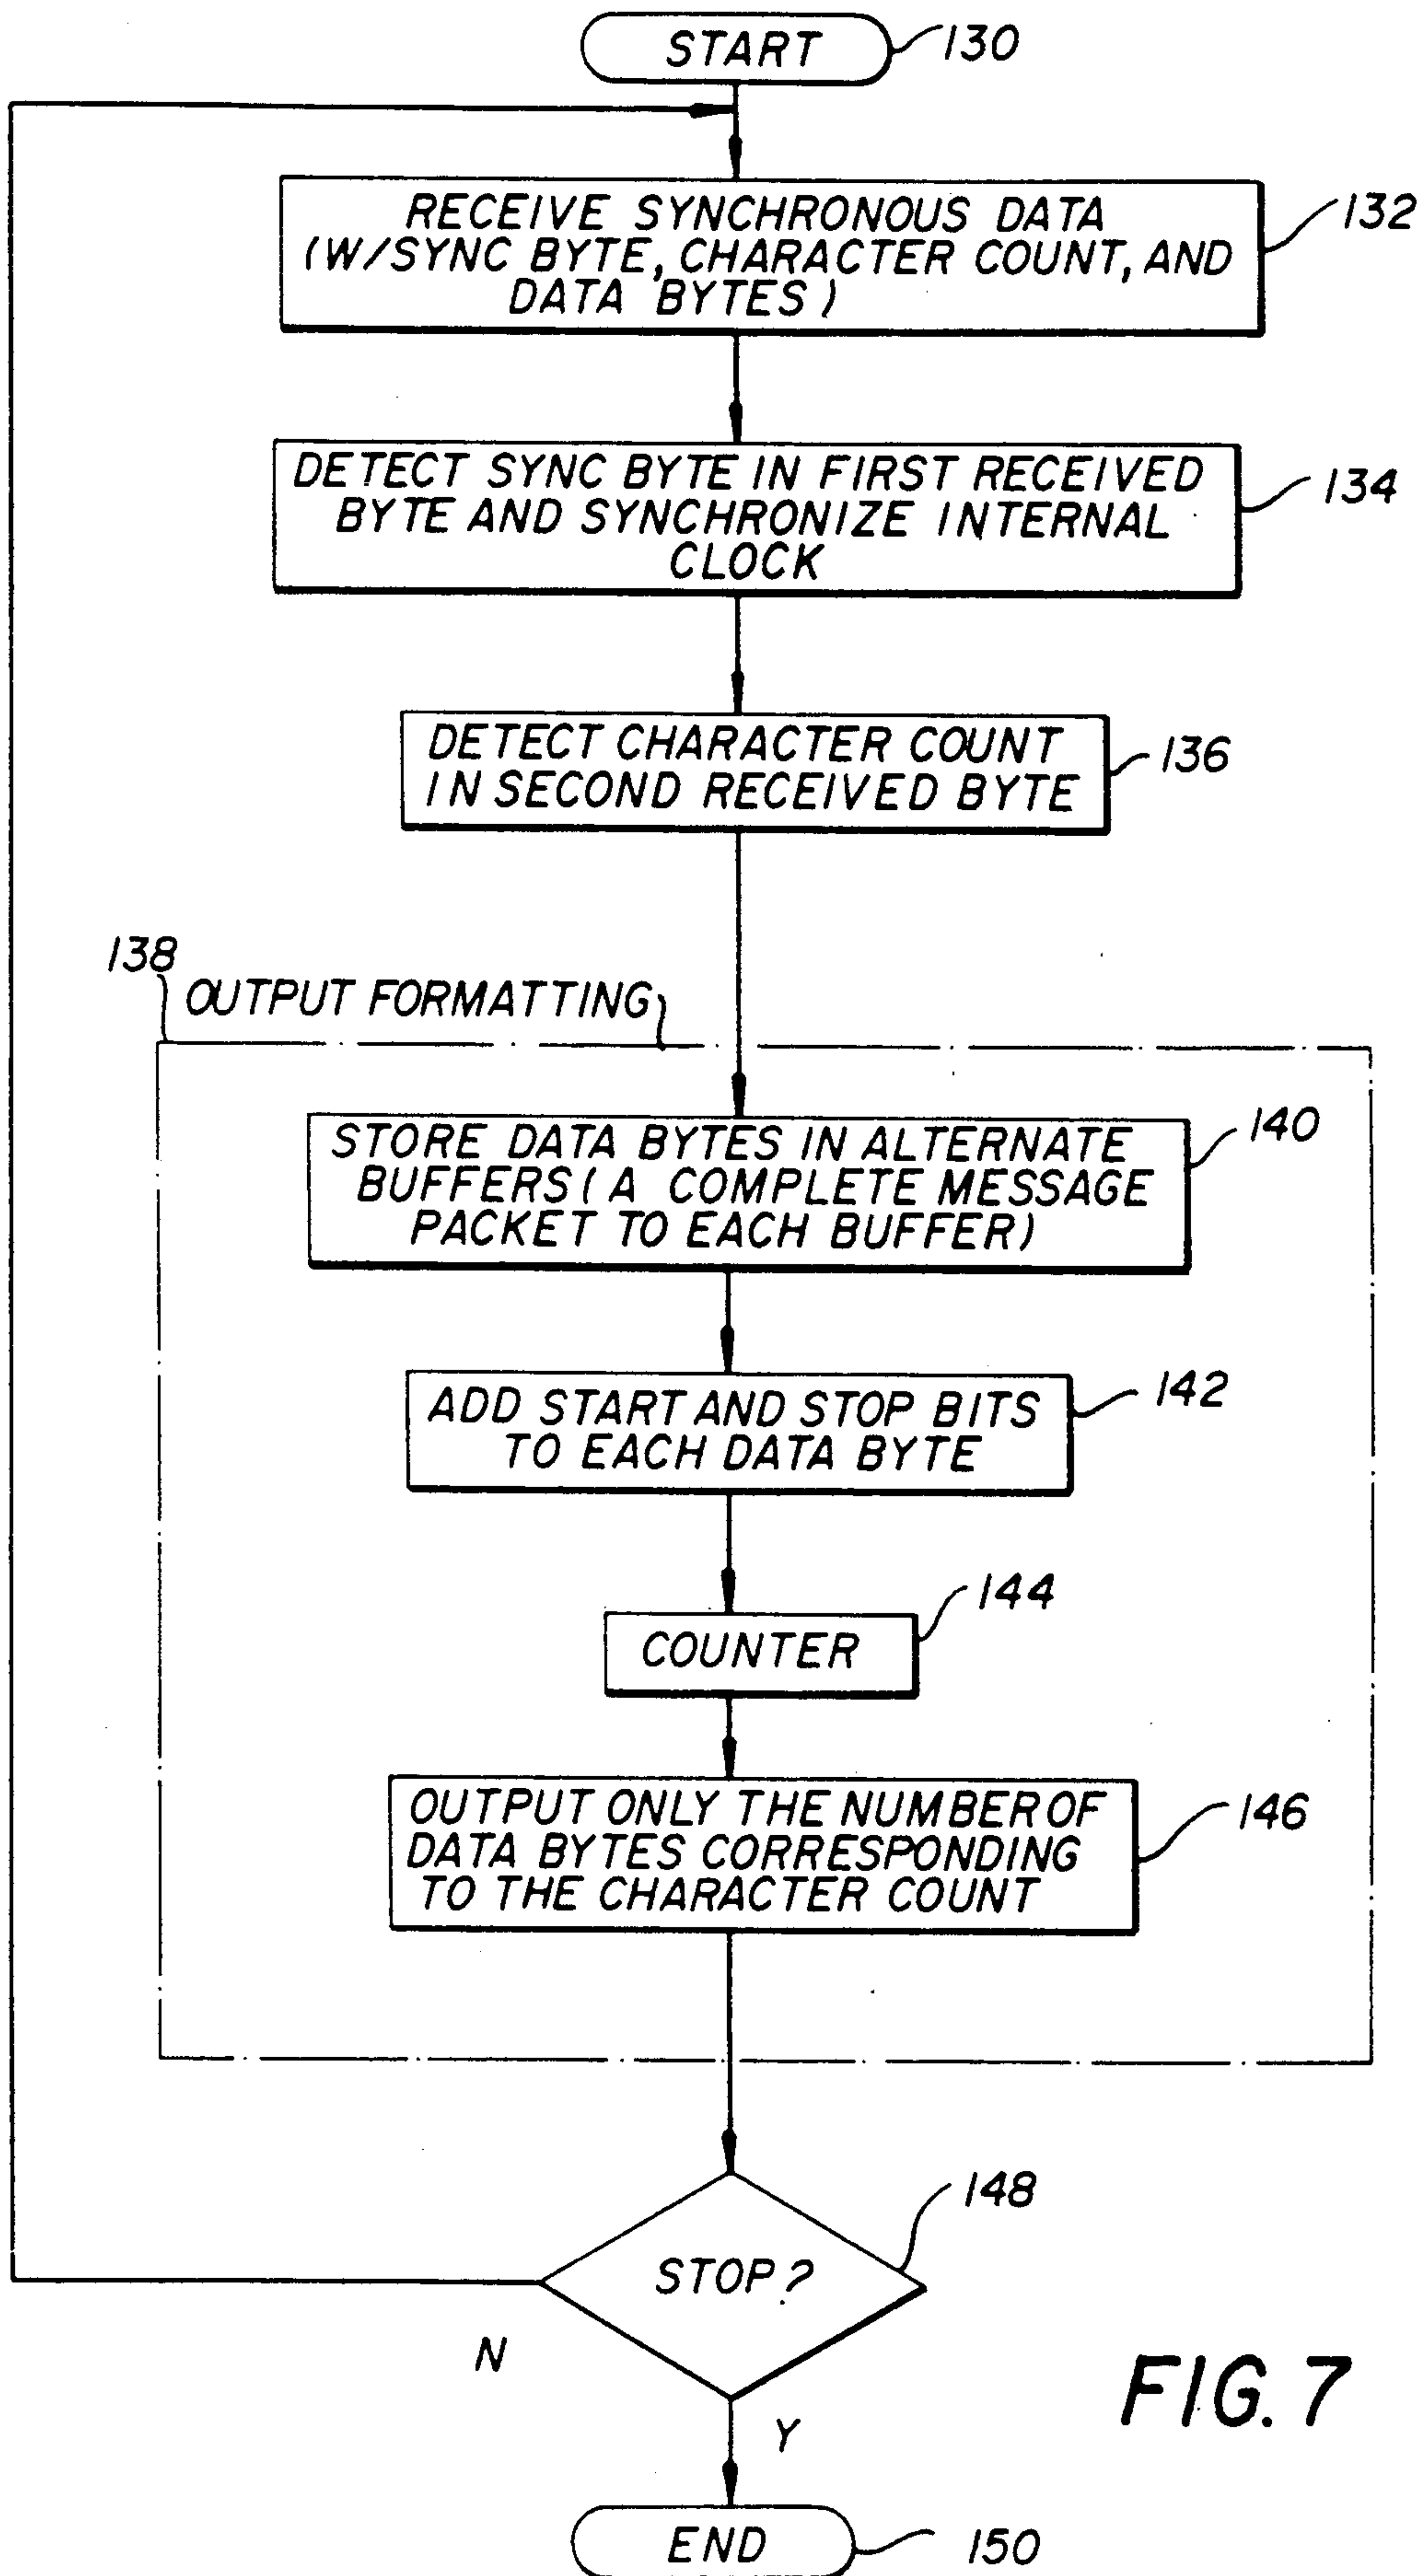 START
130
RECEIVE SYNCHRONOUS DATA
(W/SYNC BYTE, CHARACTER COUNT, AND
DATA BYTES)
132
DETECT SYNC BYTE IN FIRST RECEIVED
BYTE AND SYNCHRONIZE INTERNAL
CLOCK
134
DETECT CHARACTER COUNT
IN SECOND RECEIVED BYTE
136
138
OUTPUT FORMATTING
STORE DATA BYTES IN ALTERNATE
BUFFERS (A COMPLETE MESSAGE
PACKET TO EACH BUFFER)
140
ADD START AND STOP BITS
TO EACH DATA BYTE
142
COUNTER
144
OUTPUT ONLY THE NUMBER OF
DATA BYTES CORRESPONDING
TO THE CHARACTER COUNT
146
STOP?
148
N
Y
END
150
FIG. 7